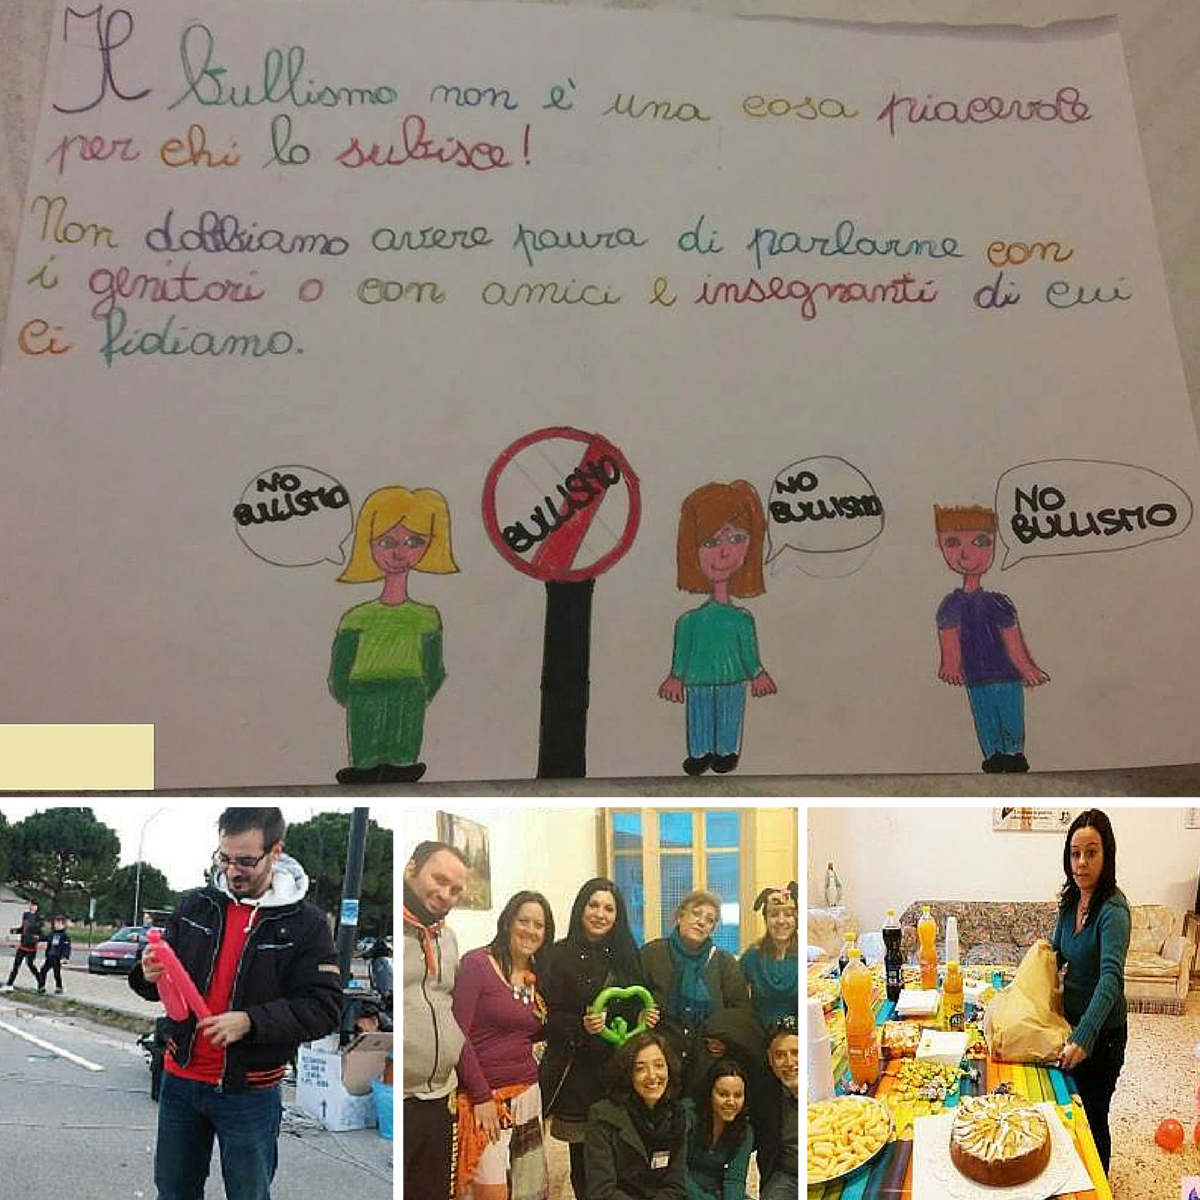 Il bullismo non è una cosa piacevole
per chi lo subisce!
Non dobbiamo avere paura di parlarne con
i genitori o con amici e insegnanti di cui
ci fidiamo.
NO
BULLISMO
BULLISMO
NO
BULLISMO
NO
BULLISMO